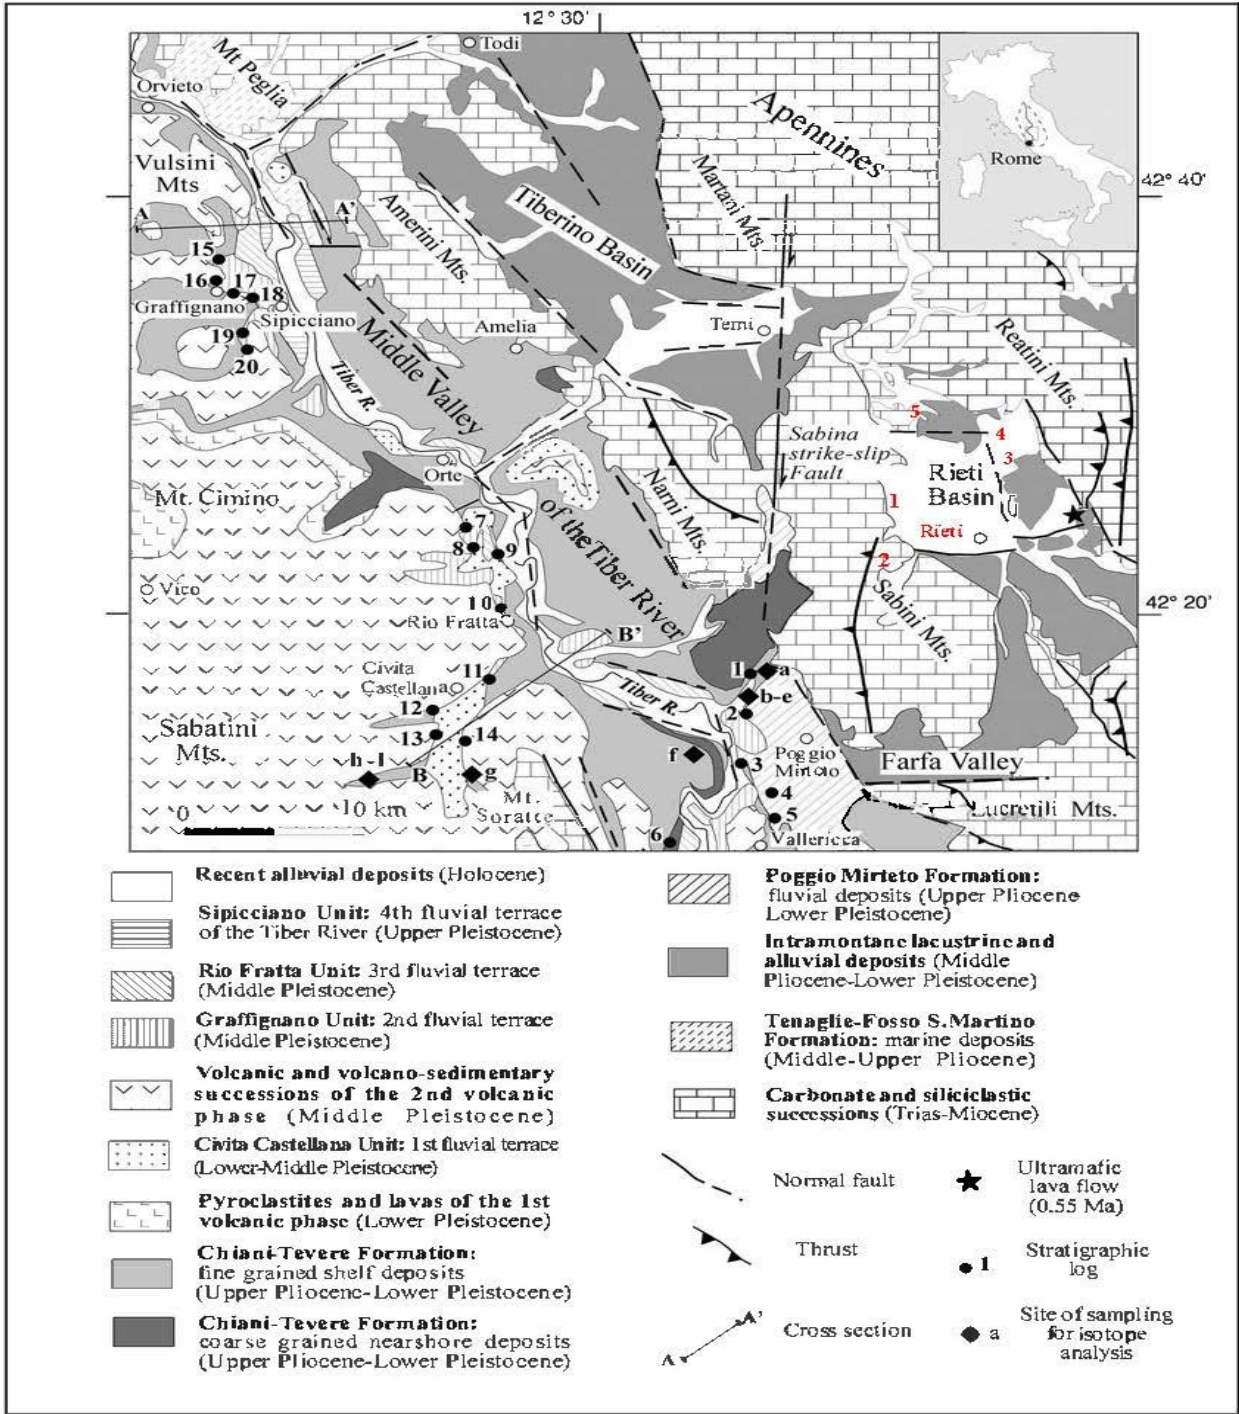 12° 30'
Todi
Mt Peglia
Orvieto
Apennines
Rome
Vulsini
Mts
42° 40'
Martani Mts.
A
A'
Amerini Mts.
Tiberino Basin
15
16
17
18
Graffignano
Sipicciano
19
20
Terni
Reatini Mts.
Amelia
Middle Valley
of the Tiber River
Tiber R.
5
4
3
Sabina
strike-slip
Fault
Rieti
Basin
1
Rieti
2
Orte
Mt. Cimino
Narni Mts.
7
8
9
Vico
10
Rio Fratta
Sabini Mts.
42° 20'
B'
Civita
Castellana
11
1
a
b-e
2
Tiber R.
12
13
14
Sabatini
Mts.
h-l
B
g
f
3
Poggio
Mirteto
Farfa Valley
4
5
Lucretili Mts.
0
10 km
Mt.
Soratte
6
Vallericca
Recent alluvial deposits (Holocene)
Sipicciano Unit: 4th fluvial terrace
of the Tiber River (Upper Pleistocene)
Rio Fratta Unit: 3rd fluvial terrace
(Middle Pleistocene)
Graffignano Unit: 2nd fluvial terrace
(Middle Pleistocene)
Volcanic and volcano-sedimentary
successions of the 2nd volcanic
phase (Middle Pleistocene)
Civita Castellana Unit: 1st fluvial terrace
(Lower-Middle Pleistocene)
Pyroclastites and lavas of the 1st
volcanic phase (Lower Pleistocene)
Chiani-Tevere Formation:
fine grained shelf deposits
(Upper Pliocene-Lower Pleistocene)
Chiani-Tevere Formation:
coarse grained nearshore deposits
(Upper Pliocene-Lower Pleistocene)
Poggio Mirteto Formation:
fluvial deposits (Upper Pliocene
Lower Pleistocene)
Intramontane lacustrine and
alluvial deposits (Middle
Pliocene-Lower Pleistocene)
Tenaglie-Fosso S.Martino
Formation: marine deposits
(Middle-Upper Pliocene)
Carbonate and siliciclastic
successions (Trias-Miocene)
Normal fault
Thrust
A
A'
Cross section
Ultramafic
lava flow
(0.55 Ma)
1
Stratigraphic
log
a
Site of sampling
for isotope
analysis